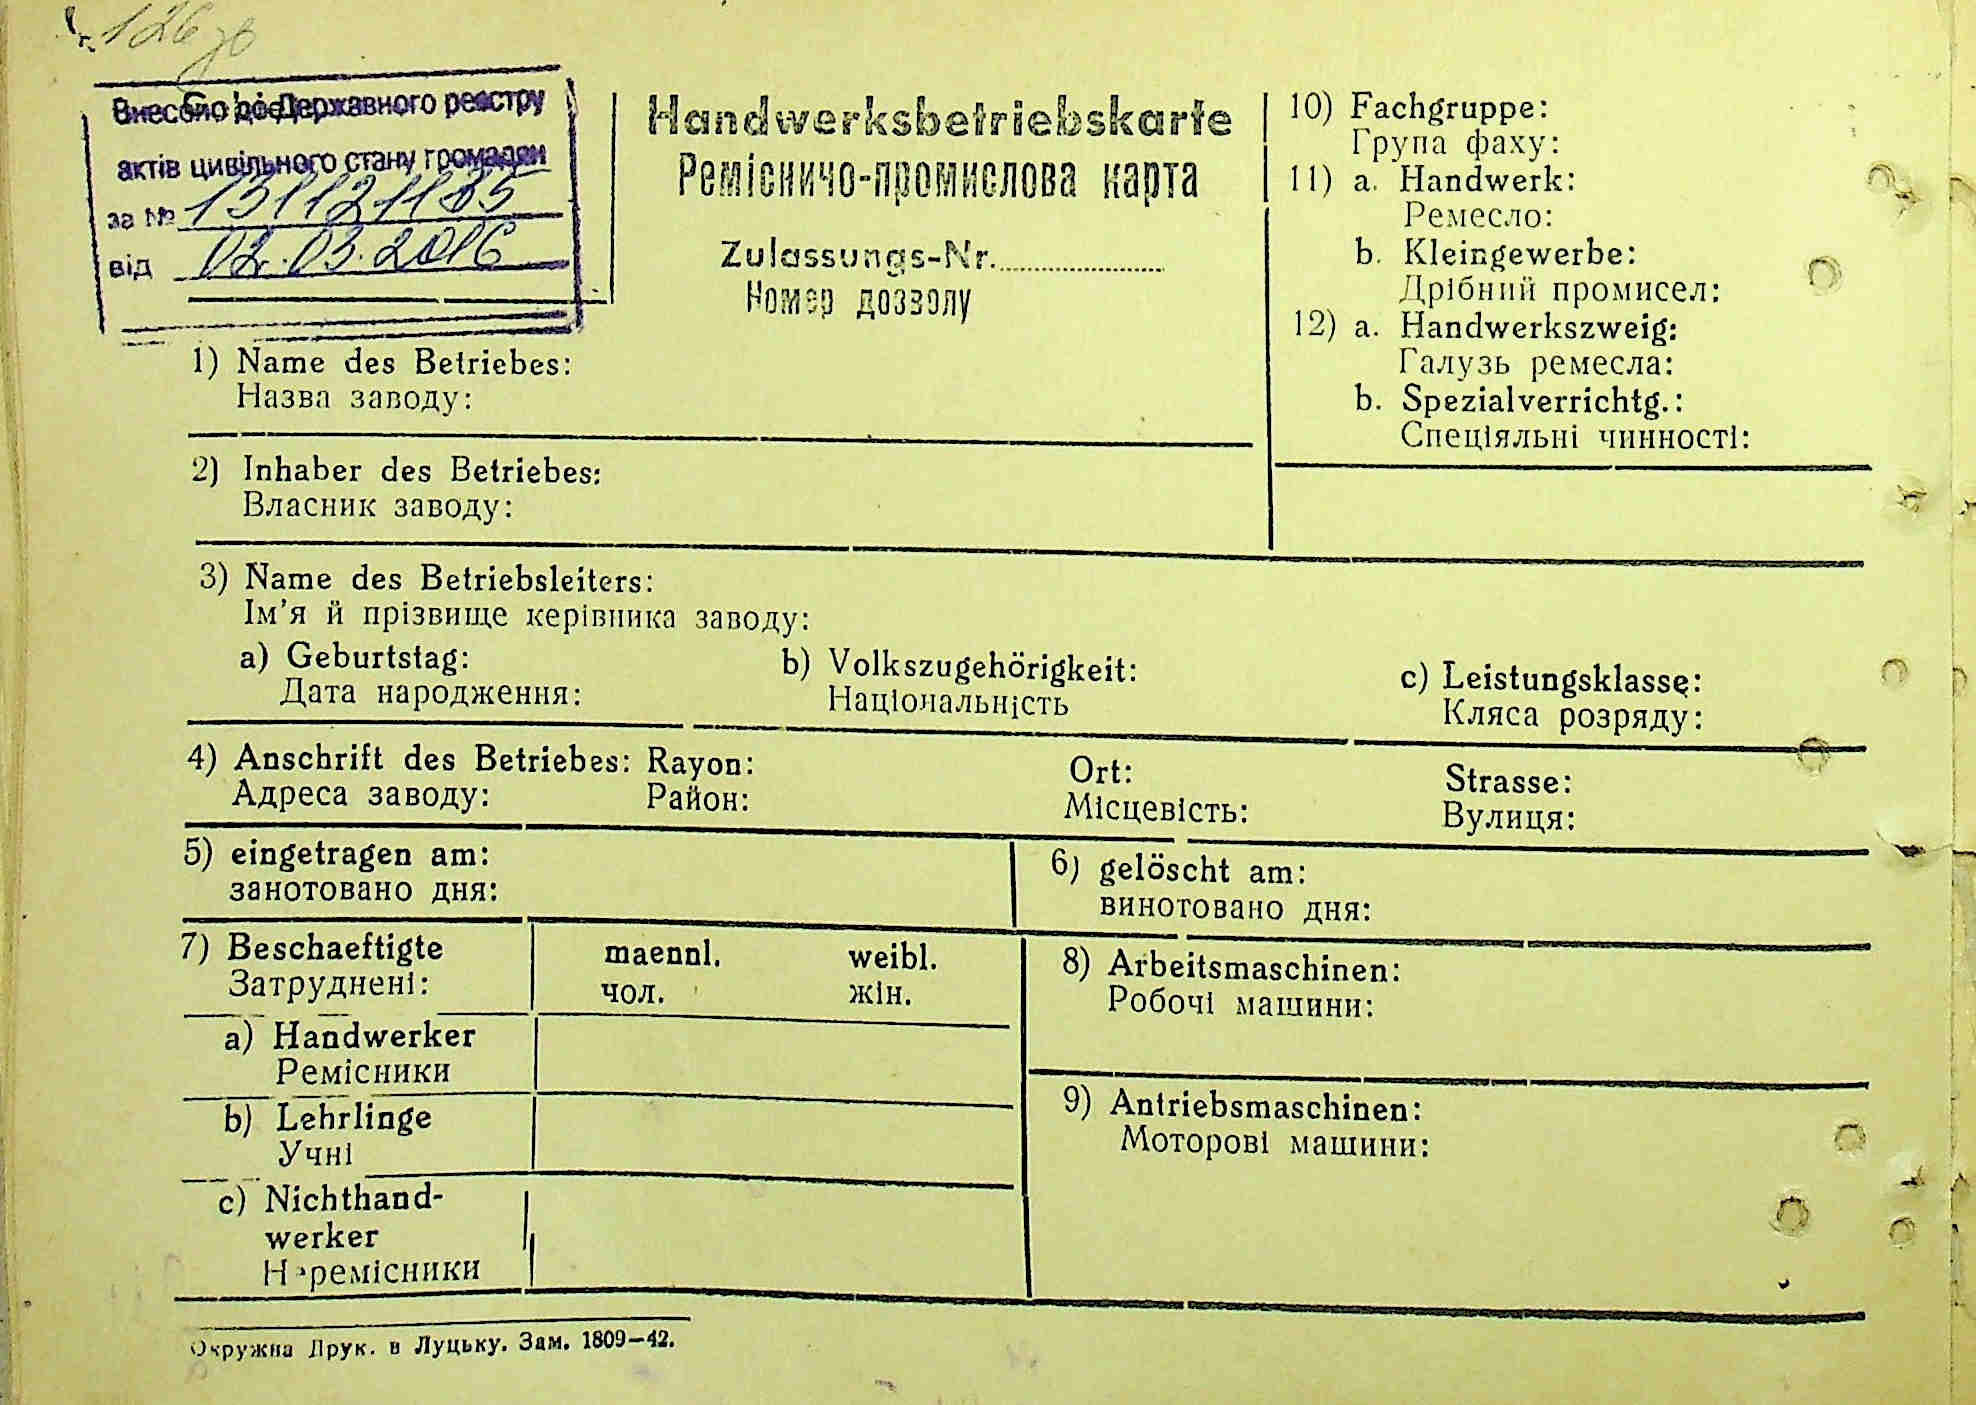 126 зв
Внесено до Державного реєстру
актів цивільного стану громадян
за № 1311121185
від 02.03.2016
Handwerksbetriebskarte
Ремісничо-промислова карта
Zulassungs-Nr.
Номер дозволу
10) Fachgruppe:
Група фаху:
11) a. Handwerk:
Ремесло:
b. Kleingewerbe:
Дрібний промисел:
12) a. Handwerkszweig:
Галузь ремесла:
b. Spezialverrichtg.:
Спеціяльні чинності:
1) Name des Betriebes:
Назва заводу:
2) Inhaber des Betriebes:
Власник заводу:
3) Name des Betriebsleiters:
Ім’я й прізвище керівника заводу:
a) Geburtstag: b) Volkszugehörigkeit: c) Leistungsklasse:
Дата народження: Національність Кляса розряду:
4) Anschrift des Betriebes: Rayon: Ort: Strasse:
Адреса заводу: Район: Місцевість: Вулиця:
5) eingetragen am: 6) gelöscht am:
занотовано дня: винотовано дня:
7) Beschaeftigte maennl. weibl.
Затруднені: чол. жін.
a) Handwerker
Ремісники
b) Lehrlinge
Учні
c) Nichthand-
werker
Н ремісники
8) Arbeitsmaschinen:
Робочі машини:
9) Antriebsmaschinen:
Моторові машини:
Окружна Друк. в Луцьку. Зам. 1809—42.